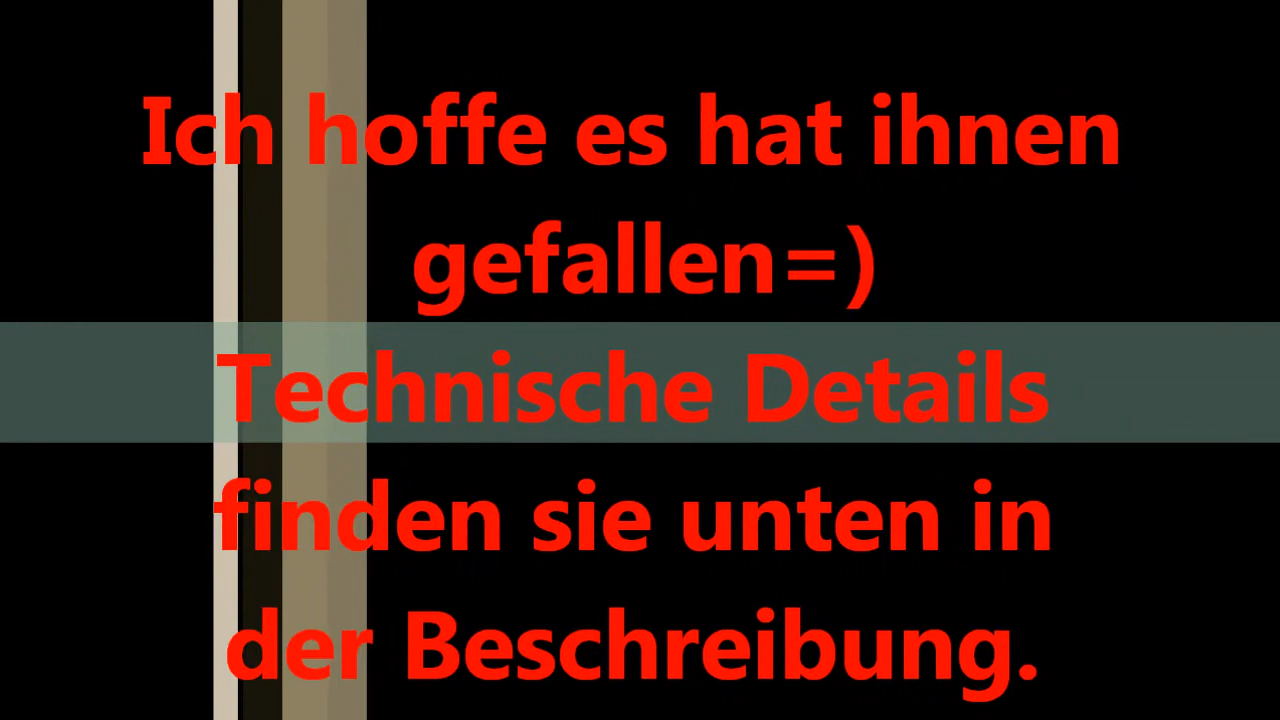 Ich hoffe es hat ihnen
gefallen=)
Technische Details
finden sie unten in
der Beschreibung.